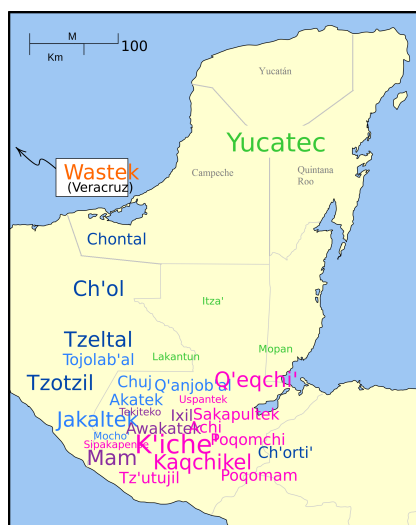 M
100
Km
Yucatán
Yucatec
Wastek
(Veracruz)
Campeche
Quintana
Roo
Chontal
Ch'ol
Itza'
Tzeltal
Mopan
Tojolab'al
Lakantun
Tzotzil
Chuj
Q'anjob'al
Q'eqchi'
Akatek
Uspantek
Tekiteko
Ixil
Sakapultek
Jakaltek
Awakatek
Achi
Mocho'
Sipakapense
K'iche'
Poqomchi
Mam
Kaqchikel
Ch'orti'
Tz'utujil
Poqomam